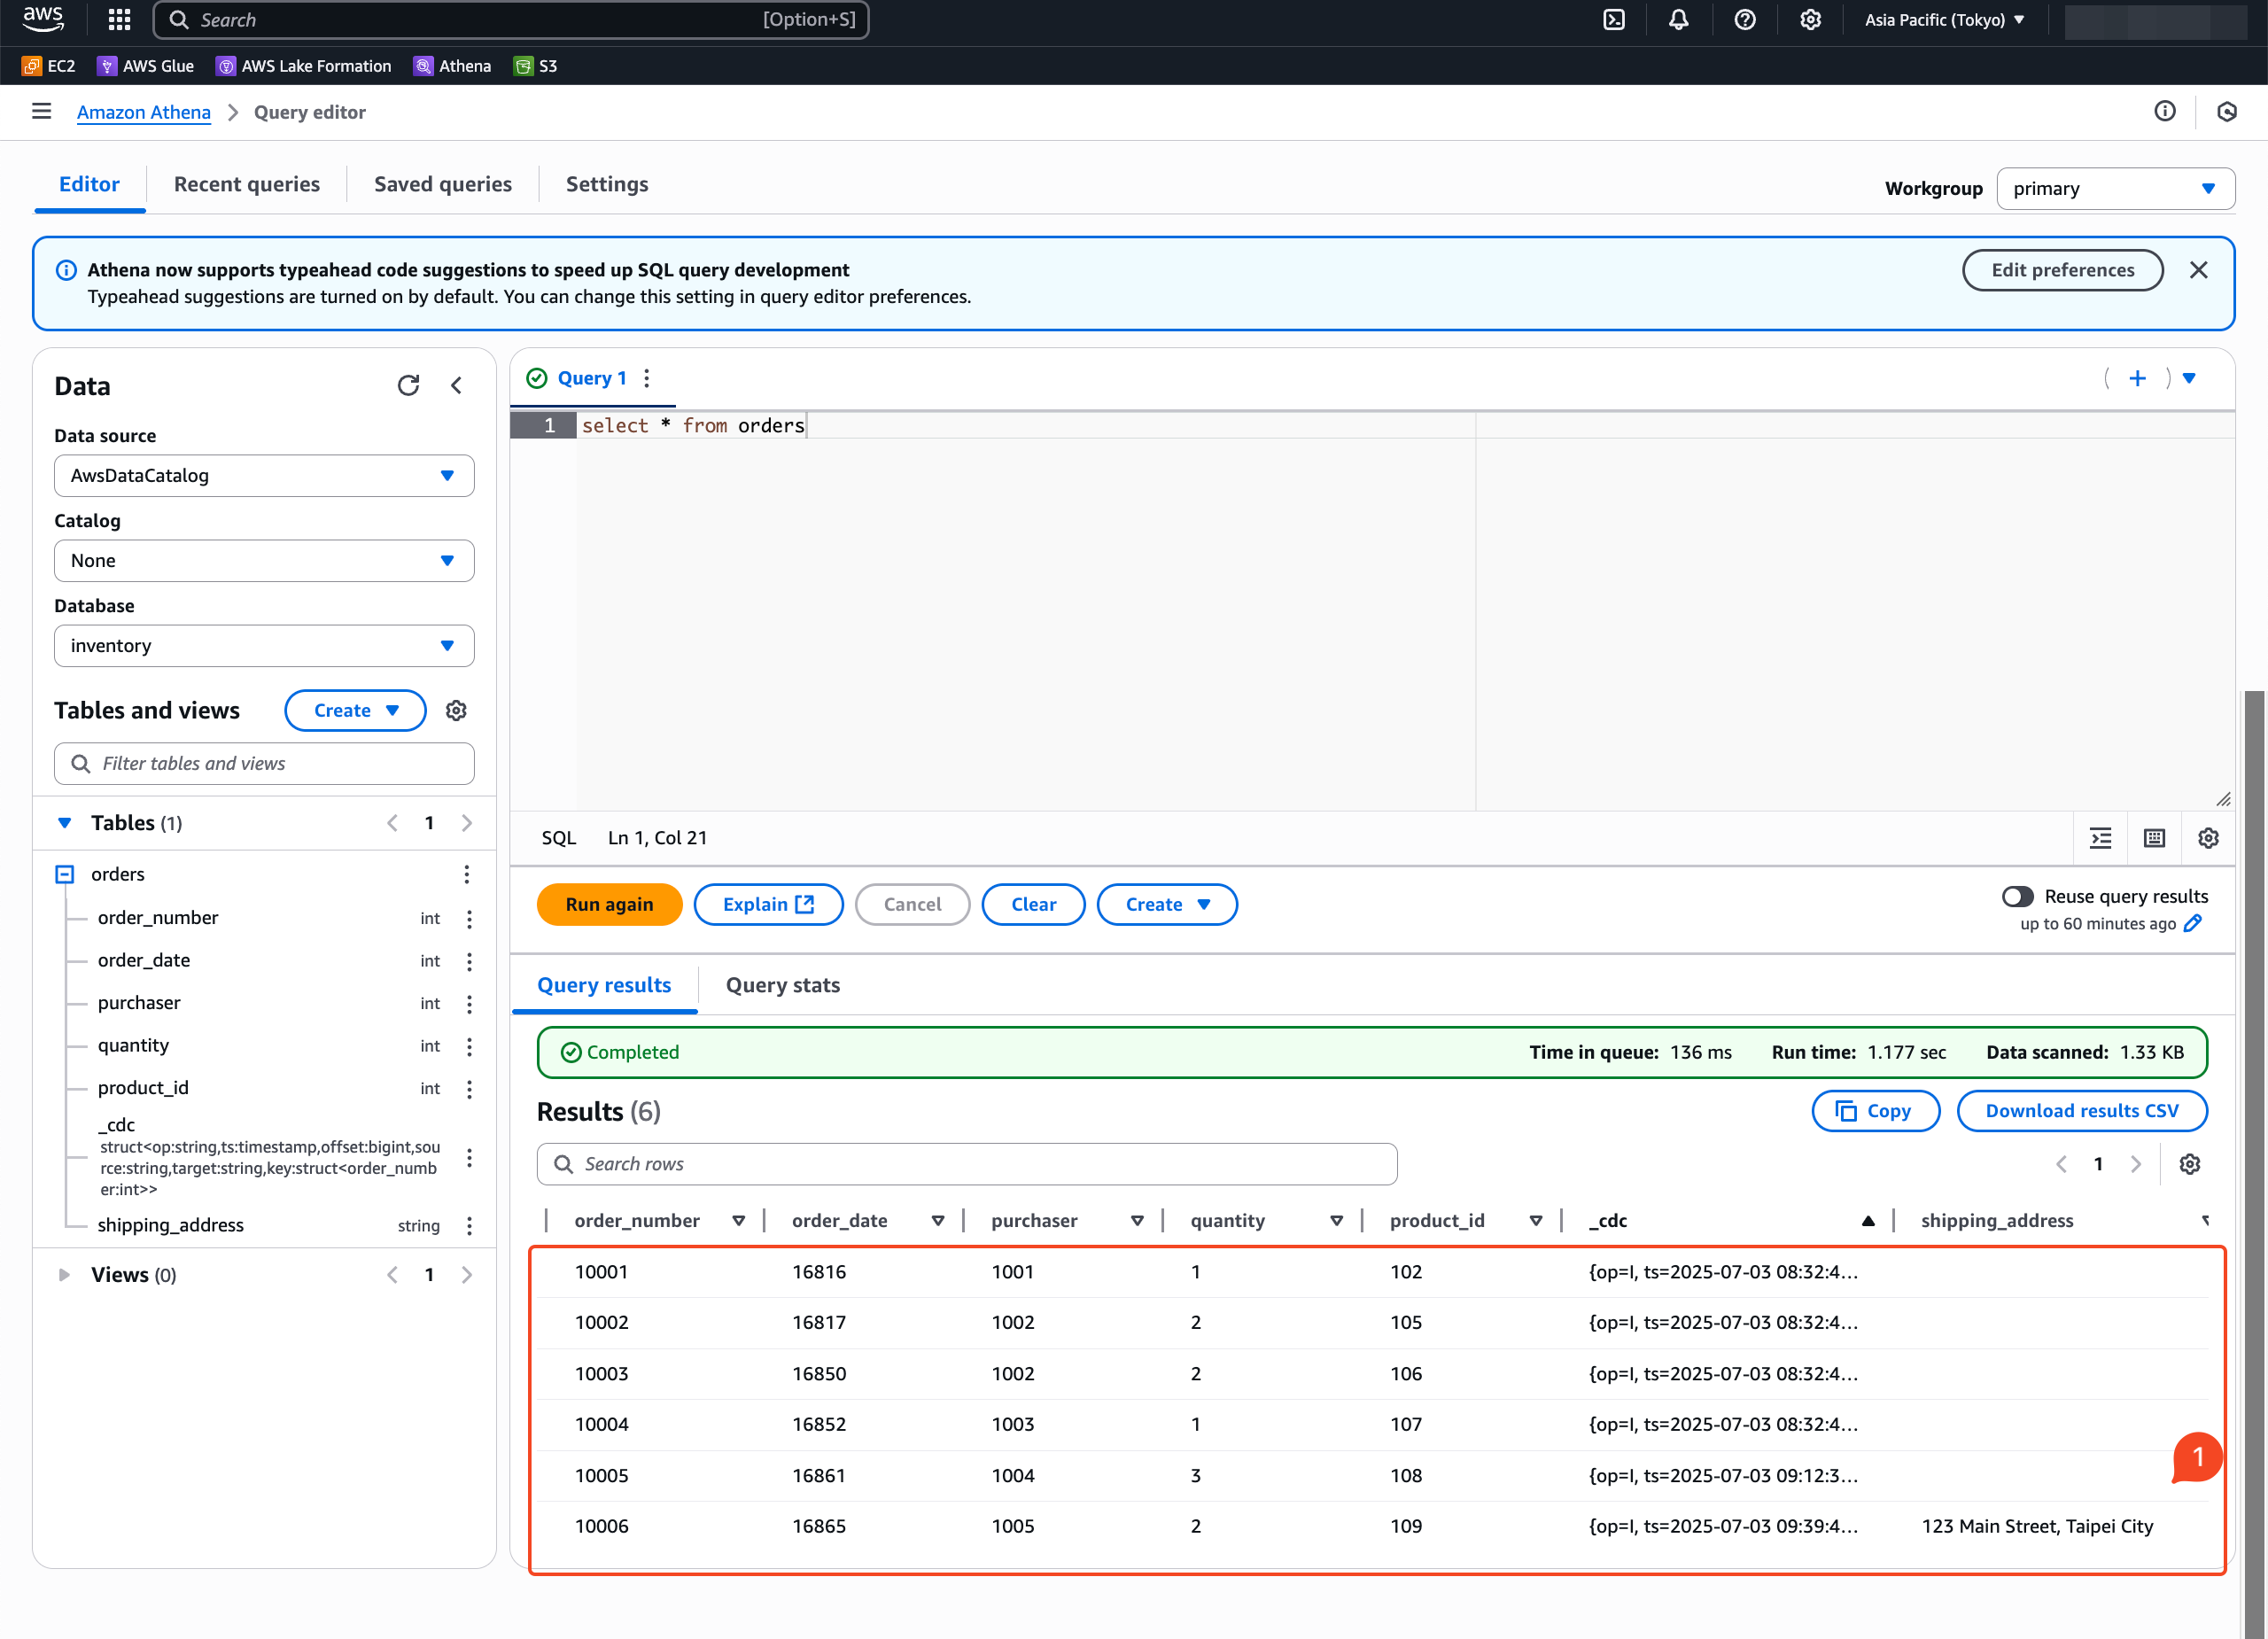 aws Search [Option+S] Asia Pacific (Tokyo)
EC2 AWS Glue AWS Lake Formation Athena S3
Amazon Athena Query editor
Editor Recent queries Saved queries Settings Workgroup primary
Athena now supports typeahead code suggestions to speed up SQL query development
Typeahead suggestions are turned on by default. You can change this setting in query editor preferences.
Edit preferences
Data
Data source
AwsDataCatalog
Catalog
None
Database
inventory
Tables and views Create
Filter tables and views
Tables (1) 1
orders
order_number int
order_date int
purchaser int
quantity int
product_id int
_cdc
struct<op:string,ts:timestamp,offset:bigint,sou
rce:string,target:string,key:struct<order_numb
er:int>>
shipping_address string
Views (0) 1
Query 1
1 select * from orders
SQL Ln 1, Col 21
Run again Explain Cancel Clear Create Reuse query results
up to 60 minutes ago
Query results Query stats
Completed Time in queue: 136 ms Run time: 1.177 sec Data scanned: 1.33 KB
Results (6) Copy Download results CSV
Search rows 1
order_number order_date purchaser quantity product_id _cdc shipping_address
10001 16816 1001 1 102 {op=I, ts=2025-07-03 08:32:4...
10002 16817 1002 2 105 {op=I, ts=2025-07-03 08:32:4...
10003 16850 1002 2 106 {op=I, ts=2025-07-03 08:32:4...
10004 16852 1003 1 107 {op=I, ts=2025-07-03 08:32:4...
1
10005 16861 1004 3 108 {op=I, ts=2025-07-03 09:12:3...
10006 16865 1005 2 109 {op=I, ts=2025-07-03 09:39:4... 123 Main Street, Taipei City